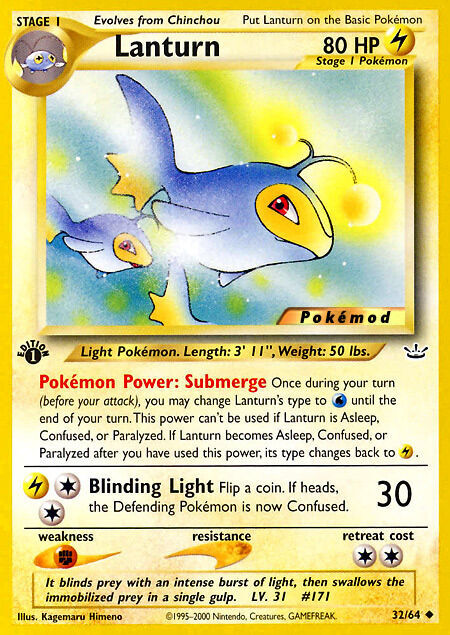 STAGE 1 Evolves from Chinchou Put Lanturn on the Basic Pokémon
Lanturn 80 HP
Stage 1 Pokémon
Pokémod
EDITION
1
Light Pokémon. Length: 3' 11", Weight: 50 lbs.
Pokémon Power: Submerge Once during your turn
(before your attack), you may change Lanturn's type to until the
end of your turn. This power can't be used if Lanturn is Asleep,
Confused, or Paralyzed. If Lanturn becomes Asleep, Confused, or
Paralyzed after you have used this power, its type changes back to .
Blinding Light Flip a coin. If heads, 30
the Defending Pokémon is now Confused.
weakness resistance retreat cost
It blinds prey with an intense burst of light, then swallows the
immobilized prey in a single gulp. LV. 31 #171
Illus. Kagemaru Himeno ©1995–2000 Nintendo, Creatures, GAMEFREAK. 32/64